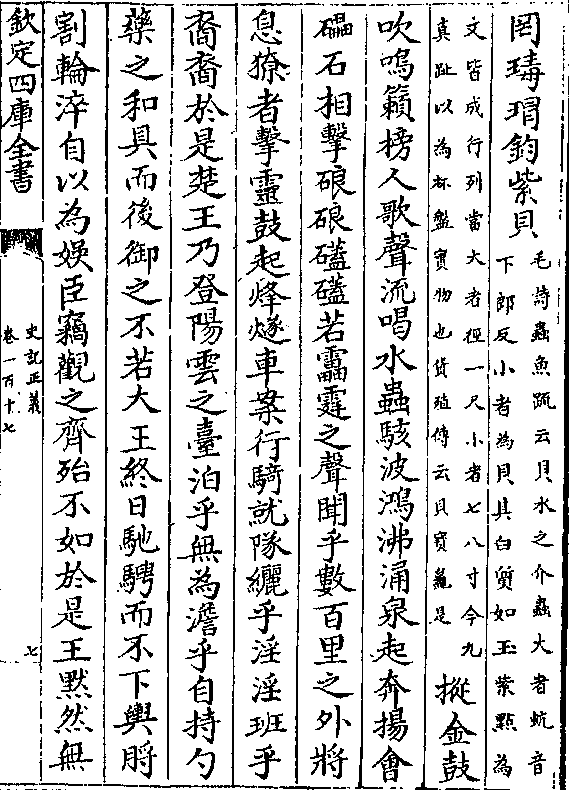 罔瑇瑁鈞紫貝
毛詩蟲魚疏云貝水之介蟲大者蚢音
下郎反小者為貝其白質如玉紫點為
文皆成行列當大者徑一尺小者七八寸今九
真趾以為杯盤寳物也貨殖傳云貝寳龜是
摐金鼓
吹鳴籟榜人歌聲流喝水蟲駭波鴻沸涌泉起奔揚會
礧石相擊硠硠礚礚若靁霆之聲聞乎數百里之外將
息獠者擊靈鼓起烽燧車案行騎就隊纚乎淫淫班乎
裔裔於是楚王乃登陽雲之臺泊乎無為澹乎自持勺
藥之和具而後御之不若大王終日馳騁而不下輿脟
割輪淬自以為娱臣竊觀之齊殆不如於是王默然無
欽定四庫全書
史記正義
卷一百十七
七